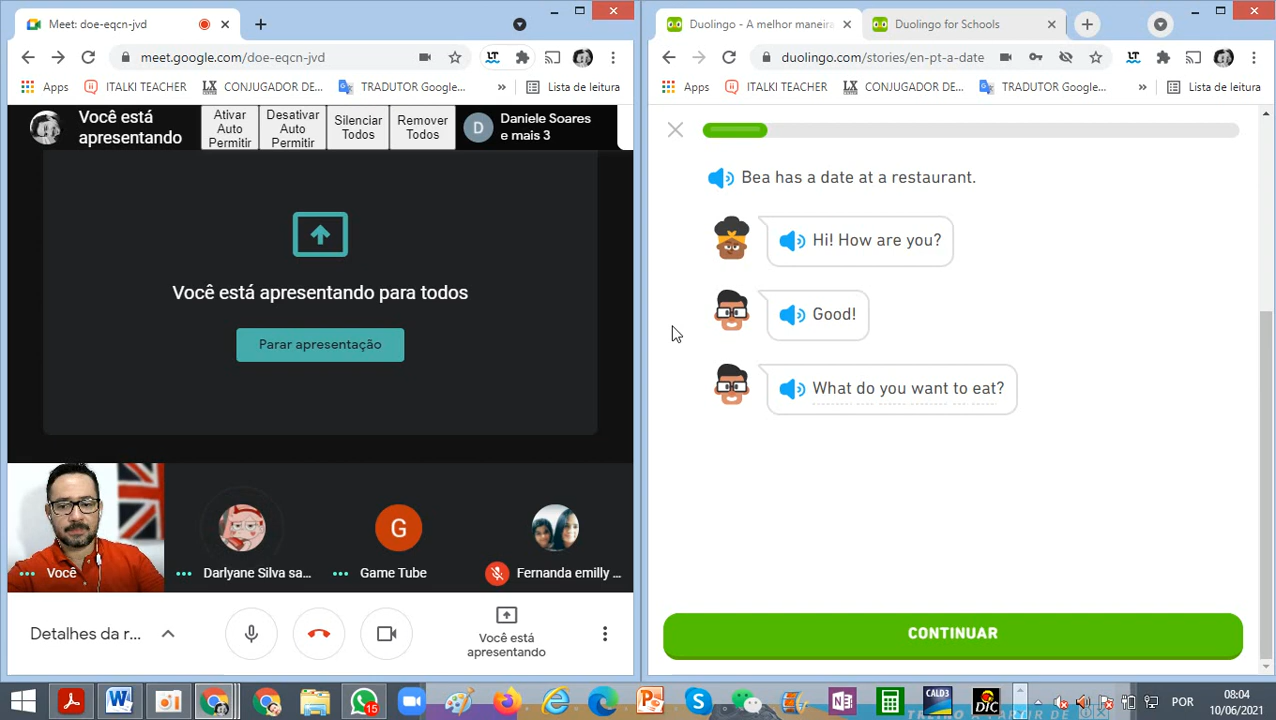 Meet: doe-eqcn-jvd
meet.google.com/doe-eqcn-jvd
Apps
ITALKI TEACHER
CONJUGADOR DE...
TRADUTOR Google...
»
Lista de leitura
Você está
apresentando
Ativar
Auto
Permitir
Desativar
Auto
Permitir
Silenciar
Todos
Remover
Todos
D
Daniele Soares
e mais 3
Você está apresentando para todos
Parar apresentação
Você
Darlyane Silva sa...
G
Game Tube
Fernanda emilly ...
Detalhes da r...
Você está
apresentando
Duolingo - A melhor maneira
Duolingo for Schools
duolingo.com/stories/en-pt-a-date
Apps
ITALKI TEACHER
CONJUGADOR DE...
TRADUTOR Google...
»
Lista de leitura
Bea has a date at a restaurant.
Hi! How are you?
Good!
What do you want to eat?
CONTINUAR
15
CALD3
DIC
POR
08:04
10/06/2021